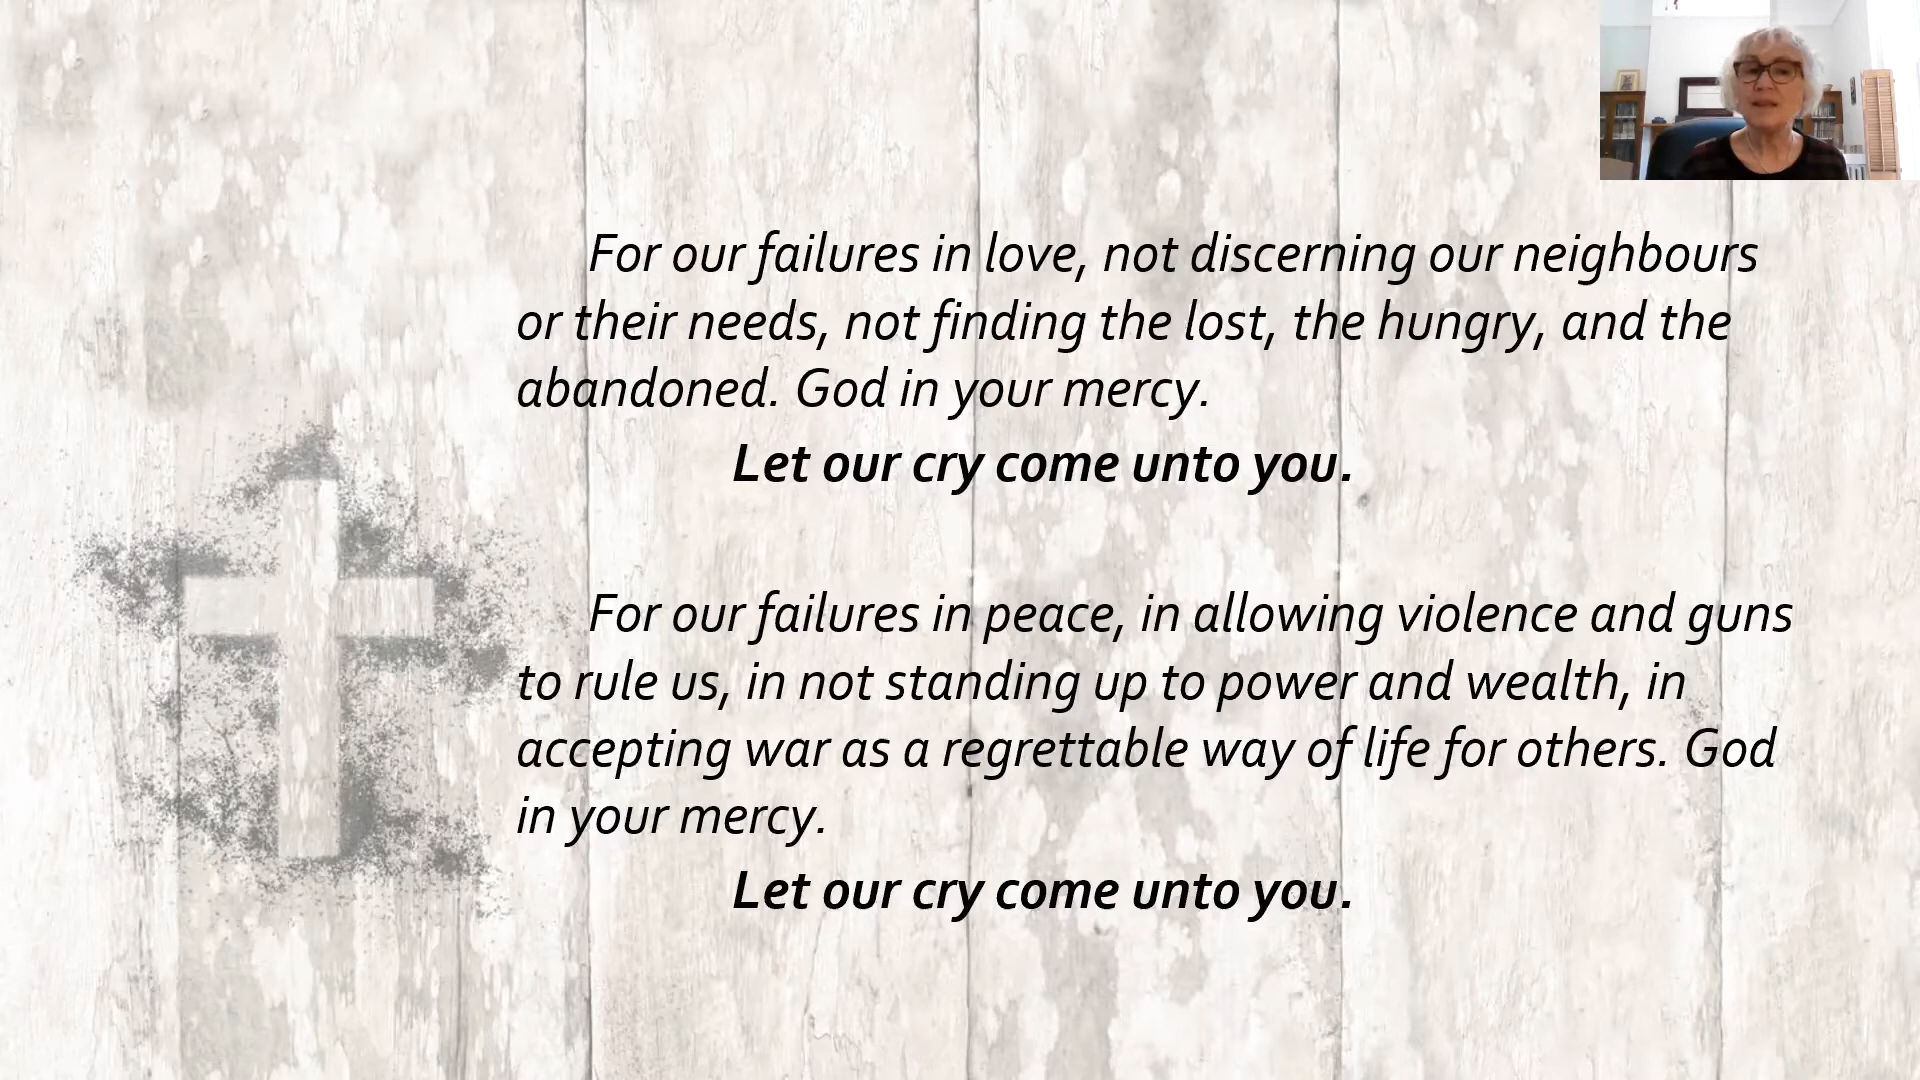 For our failures in love, not discerning our neighbours
or their needs, not finding the lost, the hungry, and the
abandoned. God in your mercy.
Let our cry come unto you.
For our failures in peace, in allowing violence and guns
to rule us, in not standing up to power and wealth, in
accepting war as a regrettable way of life for others. God
in your mercy.
Let our cry come unto you.